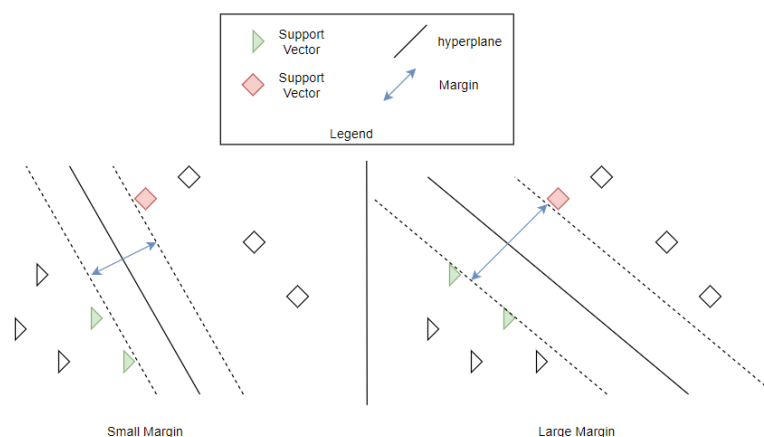 Support
Vector
hyperplane
Support
Vector
Margin
Legend
Small Margin
Large Margin